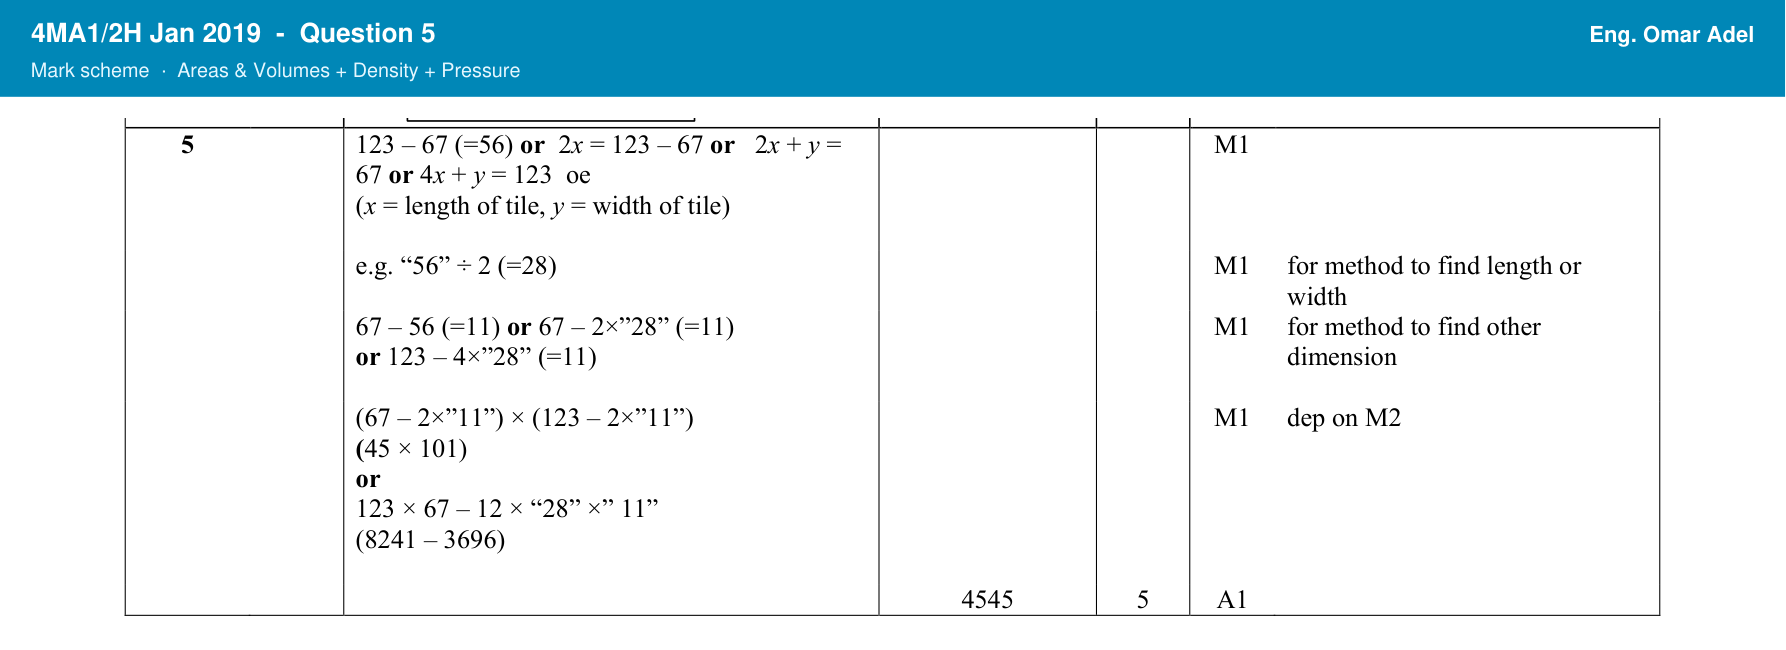 4MA1/2H Jan 2019 - Question 5
Eng. Omar Adel
Mark scheme · Areas & Volumes + Density + Pressure
5
123 – 67 (=56) or 2x = 123 – 67 or 2x + y =
M1
67 or 4x + y = 123 oe
(x = length of tile, y = width of tile)
e.g. “56” ÷ 2 (=28)
M1 for method to find length or
width
67 – 56 (=11) or 67 – 2×”28” (=11)
M1 for method to find other
or 123 – 4×”28” (=11)
dimension
(67 – 2×”11”) × (123 – 2×”11”)
M1 dep on M2
(45 × 101)
or
123 × 67 – 12 × “28” ×” 11”
(8241 – 3696)
4545 5 A1